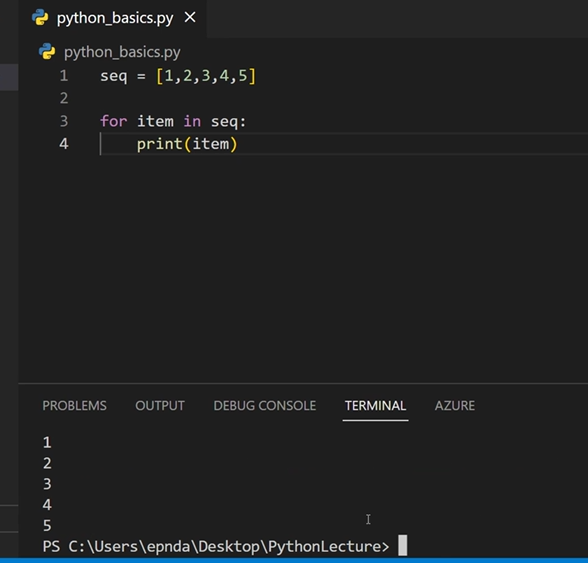 python_basics.py ×
python_basics.py
1 seq = [1,2,3,4,5]
2
3 for item in seq:
4     print(item)
PROBLEMS OUTPUT DEBUG CONSOLE TERMINAL AZURE
1
2
3
4
5
PS C:\Users\epnda\Desktop\PythonLecture>